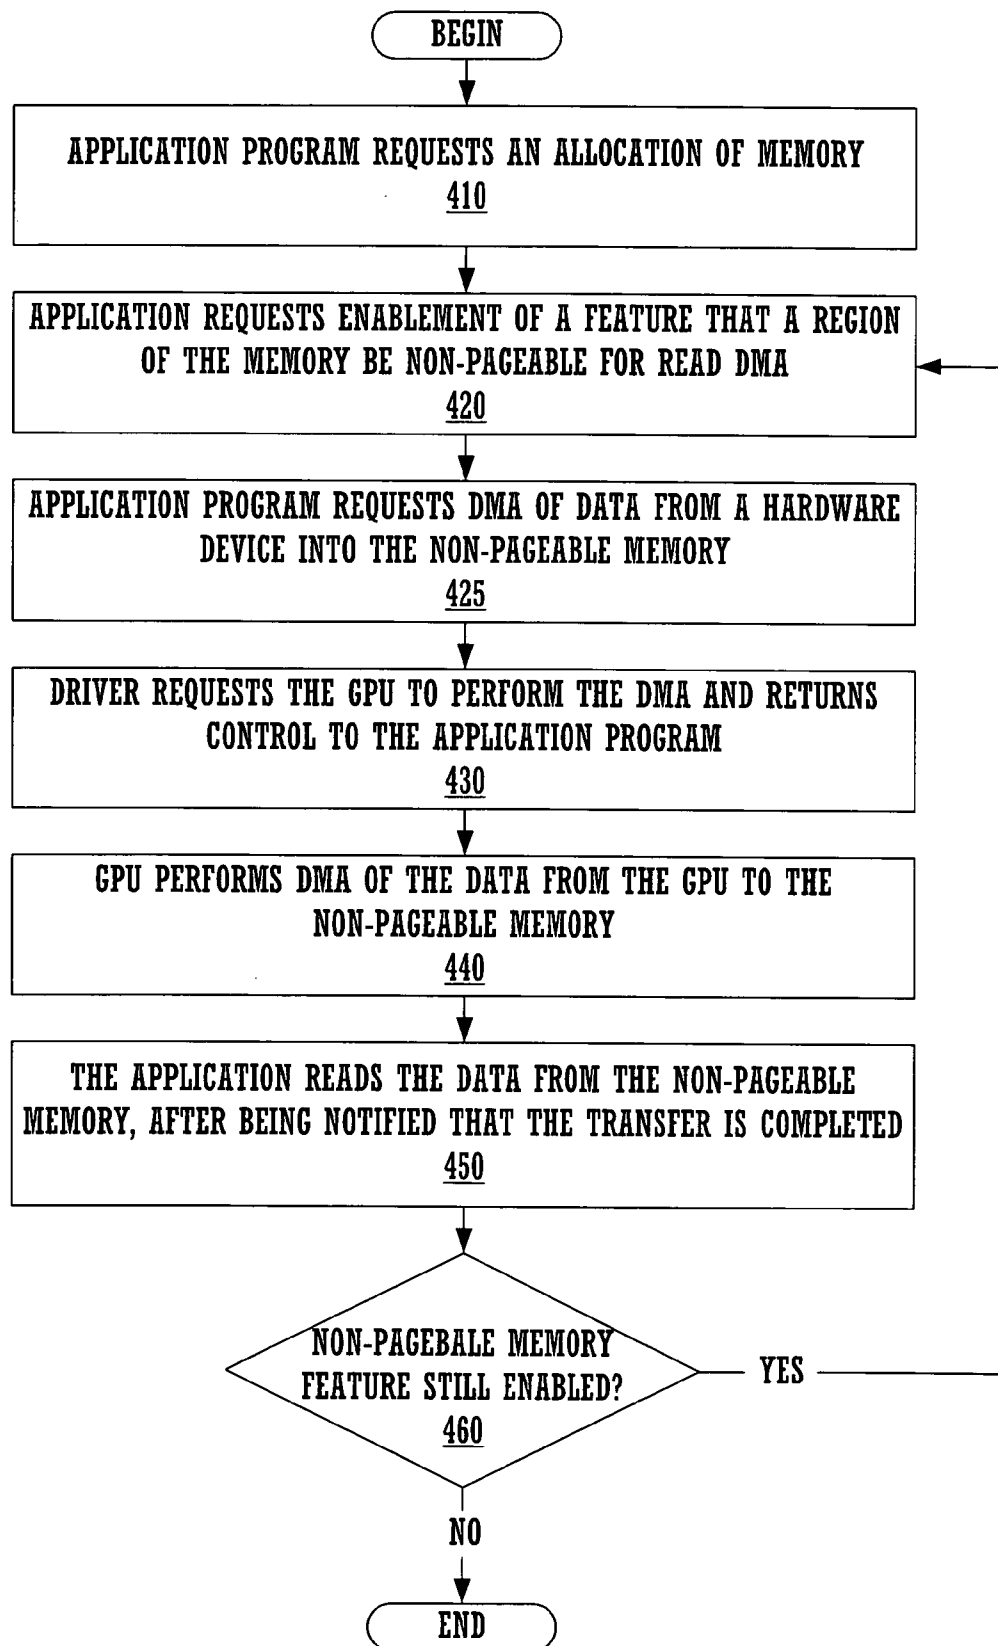 BEGIN
APPLICATION PROGRAM REQUESTS AN ALLOCATION OF MEMORY
410
APPLICATION REQUESTS ENABLEMENT OF A FEATURE THAT A REGION
OF THE MEMORY BE NON-PAGEABLE FOR READ DMA
420
APPLICATION PROGRAM REQUESTS DMA OF DATA FROM A HARDWARE
DEVICE INTO THE NON-PAGEABLE MEMORY
425
DRIVER REQUESTS THE GPU TO PERFORM THE DMA AND RETURNS
CONTROL TO THE APPLICATION PROGRAM
430
GPU PERFORMS DMA OF THE DATA FROM THE GPU TO THE
NON-PAGEABLE MEMORY
440
THE APPLICATION READS THE DATA FROM THE NON-PAGEABLE
MEMORY, AFTER BEING NOTIFIED THAT THE TRANSFER IS COMPLETED
450
NON-PAGEBALE MEMORY
FEATURE STILL ENABLED?
460
YES
NO
END